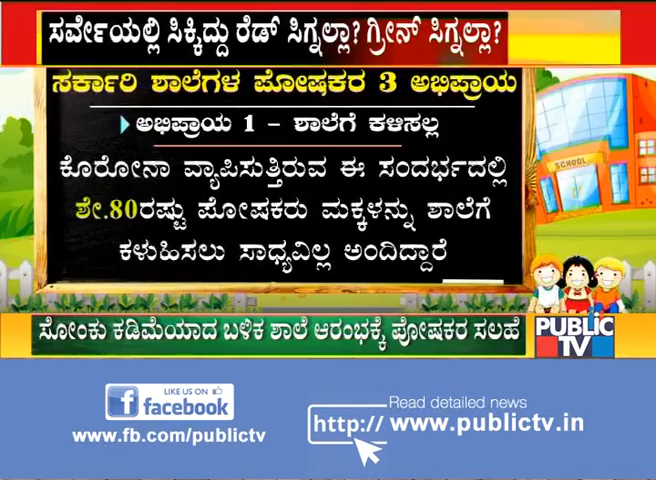 ಸರ್ವೇಯಲ್ಲಿ ಸಿಕ್ಕಿದ್ದು ರೆಡ್ ಸಿಗ್ನಲ್ಲಾ? ಗ್ರೀನ್ ಸಿಗ್ನಲ್ಲಾ?
ಸರ್ಕಾರಿ ಶಾಲೆಗಳ ಪೋಷಕರ 3 ಅಭಿಪ್ರಾಯ
ಅಭಿಪ್ರಾಯ 1 – ಶಾಲೆಗೆ ಕಳಿಸಲ್ಲ
ಕೊರೋನಾ ವ್ಯಾಪಿಸುತ್ತಿರುವ ಈ ಸಂದರ್ಭದಲ್ಲಿ
ಶೇ.80ರಷ್ಟು ಪೋಷಕರು ಮಕ್ಕಳನ್ನು ಶಾಲೆಗೆ
ಕಳುಹಿಸಲು ಸಾಧ್ಯವಿಲ್ಲ ಅಂದಿದ್ದಾರೆ
SCHOOL
ಸೋಂಕು ಕಡಿಮೆಯಾದ ಬಳಿಕ ಶಾಲೆ ಆರಂಭಕ್ಕೆ ಪೋಷಕರ ಸಲಹೆ
PUBLIC
TV
LIKE US ON
facebook
www.fb.com/publictv
Read detailed news
http:// www.publictv.in